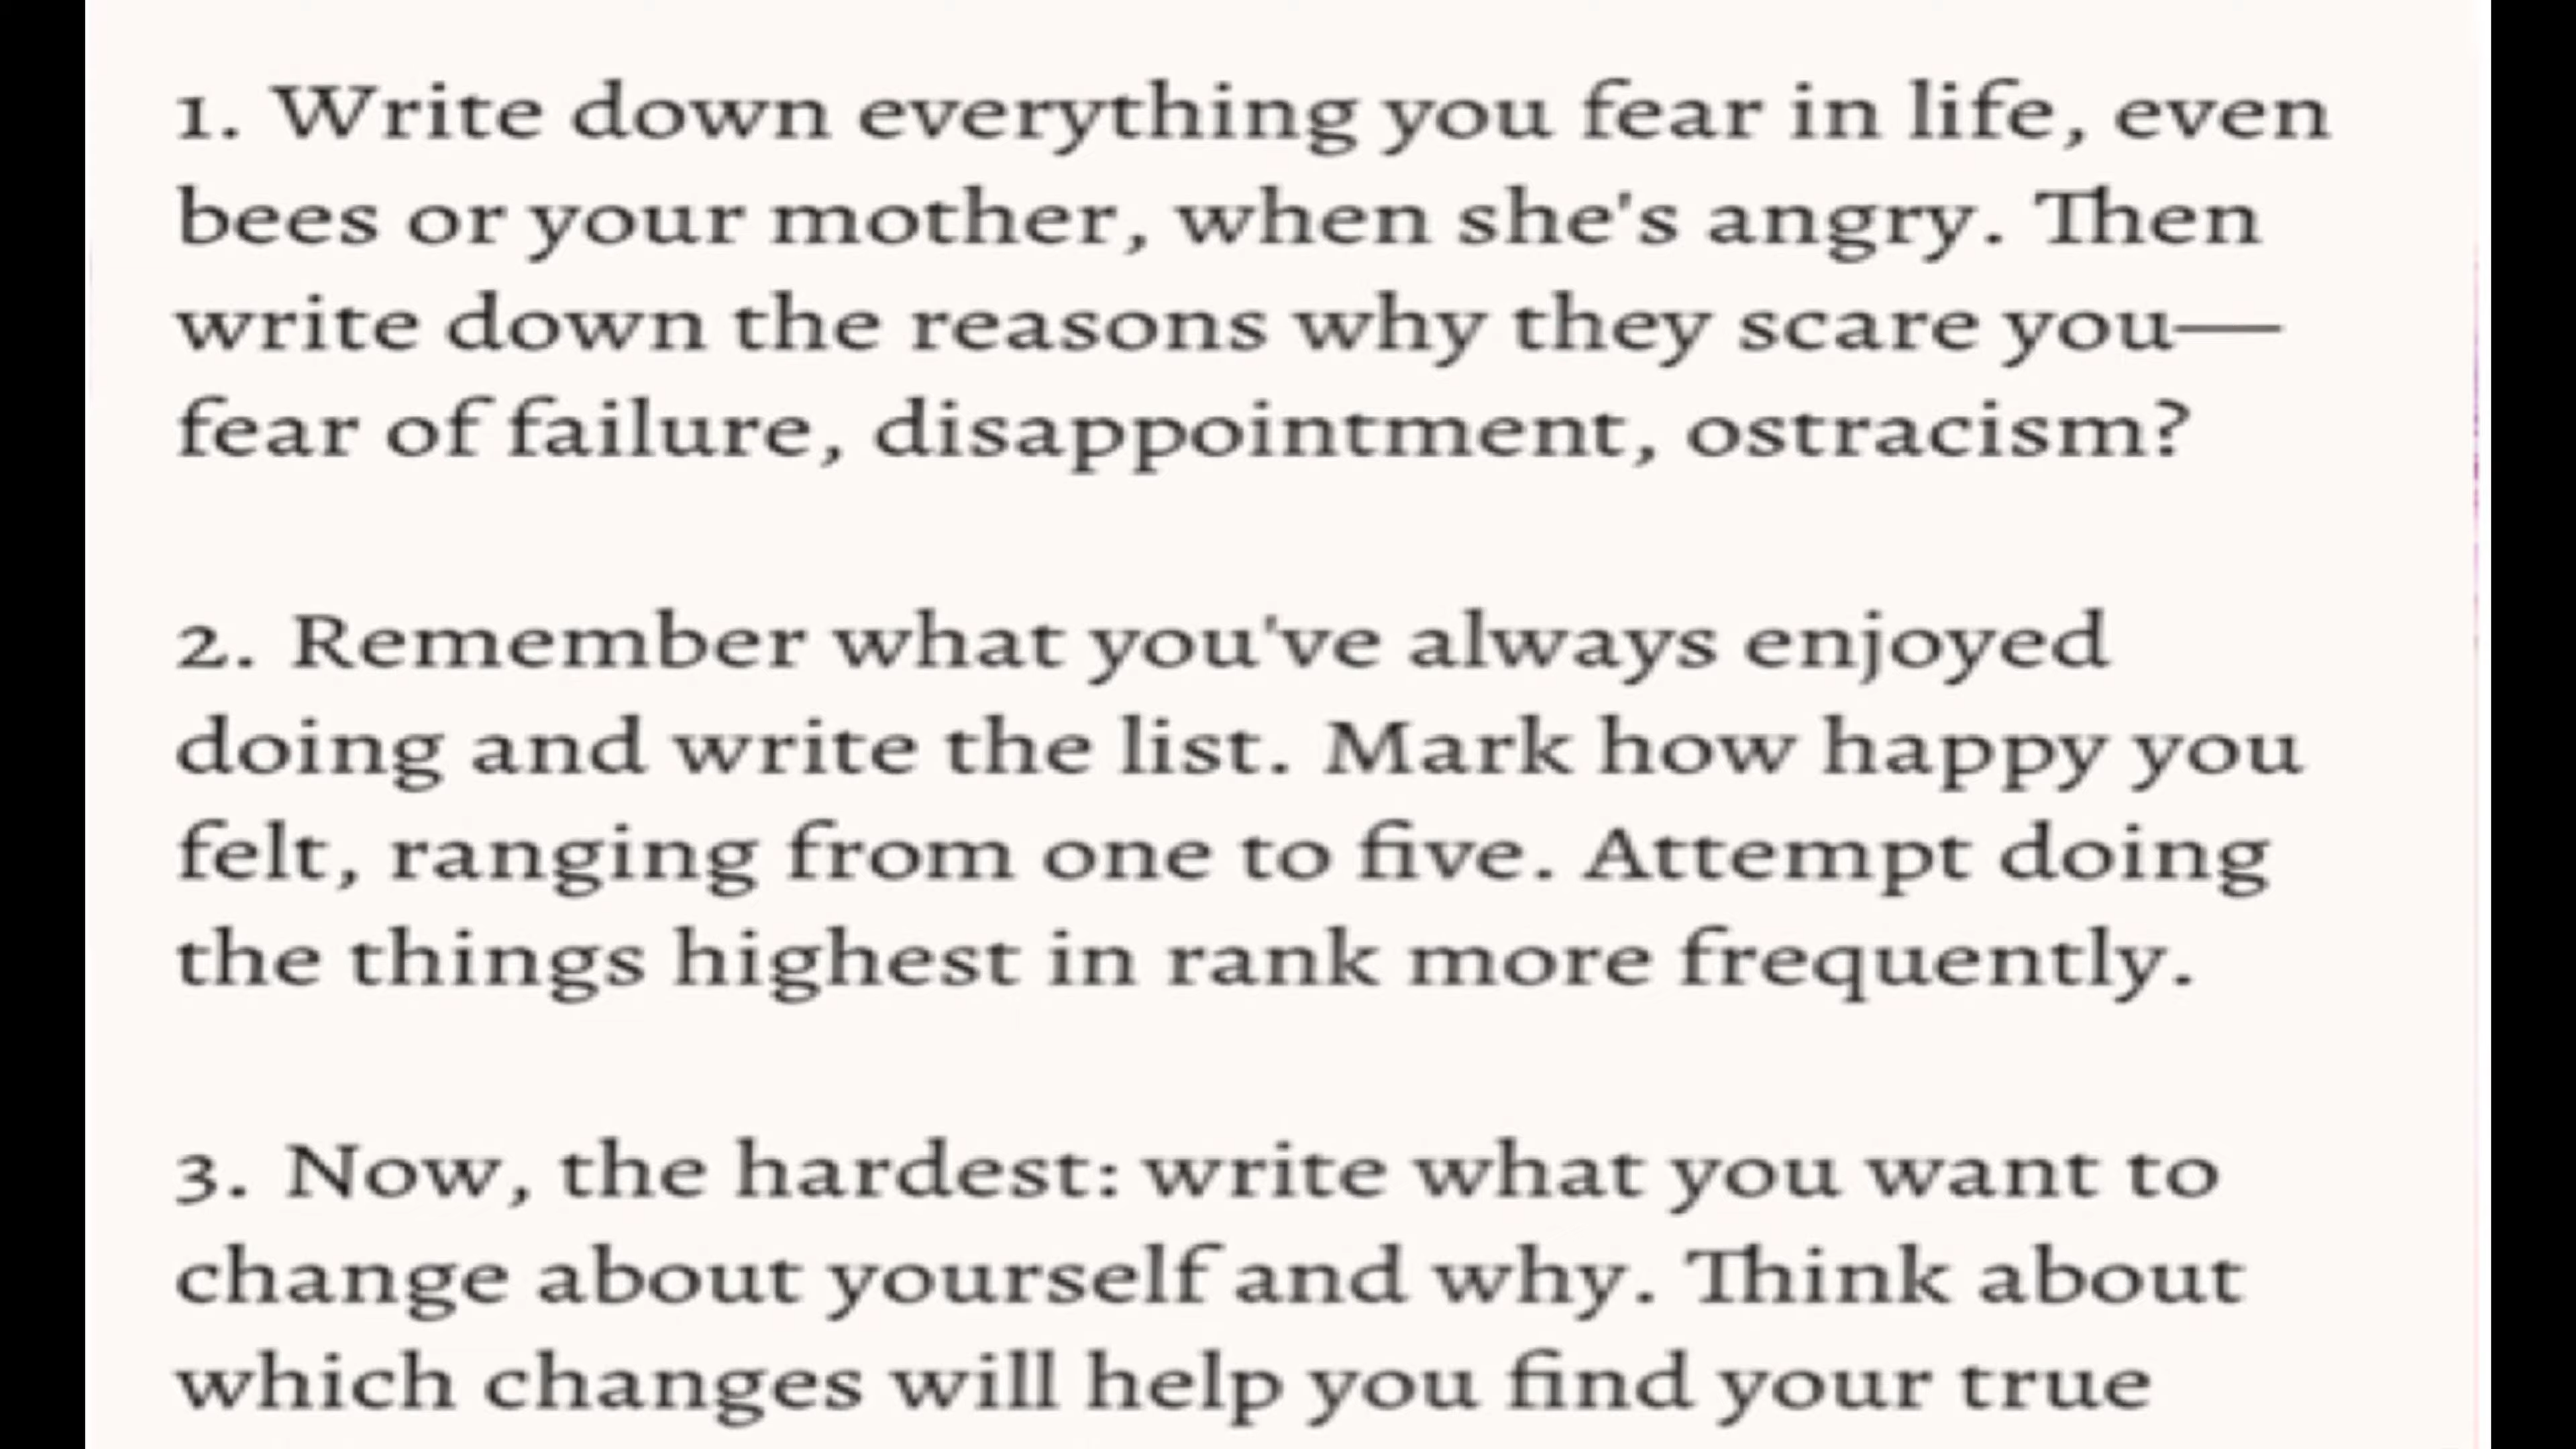 1. Write down everything you fear in life, even
bees or your mother, when she's angry. Then
write down the reasons why they scare you—
fear of failure, disappointment, ostracism?
2. Remember what you've always enjoyed
doing and write the list. Mark how happy you
felt, ranging from one to five. Attempt doing
the things highest in rank more frequently.
3. Now, the hardest: write what you want to
change about yourself and why. Think about
which changes will help you find your true